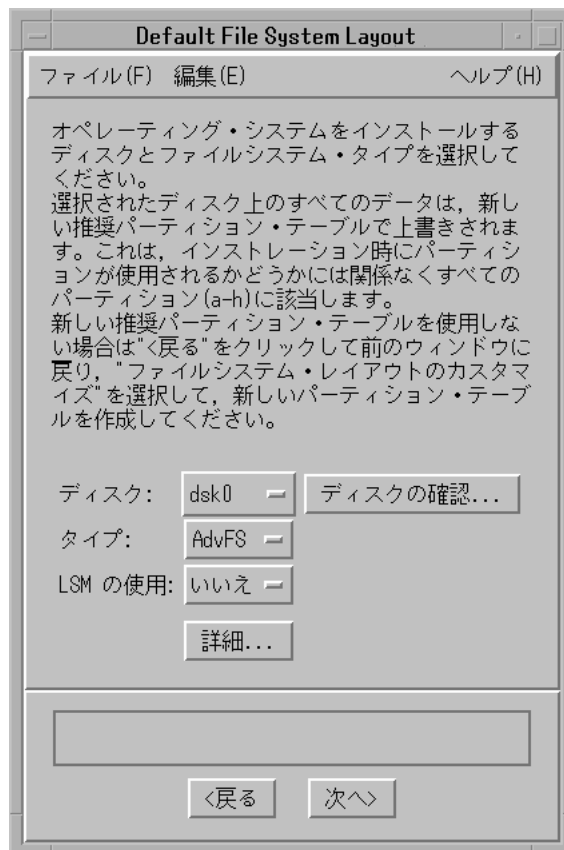 Default File System Layout
ファイル(F) 編集(E) ヘルプ(H)
オペレーティング・システムをインストールする
ディスクとファイルシステム・タイプを選択して
ください。
選択されたディスク上のすべてのデータは，新し
い推奨パーティション・テーブルで上書きされま
す。これは，インストレーション時にパーティシ
ョンが使用されるかどうかには関係なくすべての
パーティション(a-h)に該当します。
新しい推奨パーティション・テーブルを使用しな
い場合は"<戻る"をクリックして前のウィンドウに
戻り，"ファイルシステム・レイアウトのカスタマ
イズ"を選択して，新しいパーティション・テーブ
ルを作成してください。
ディスク: dsk0 ディスクの確認...
タイプ: AdvFS
LSM の使用: いいえ
詳細...
<戻る 次へ>